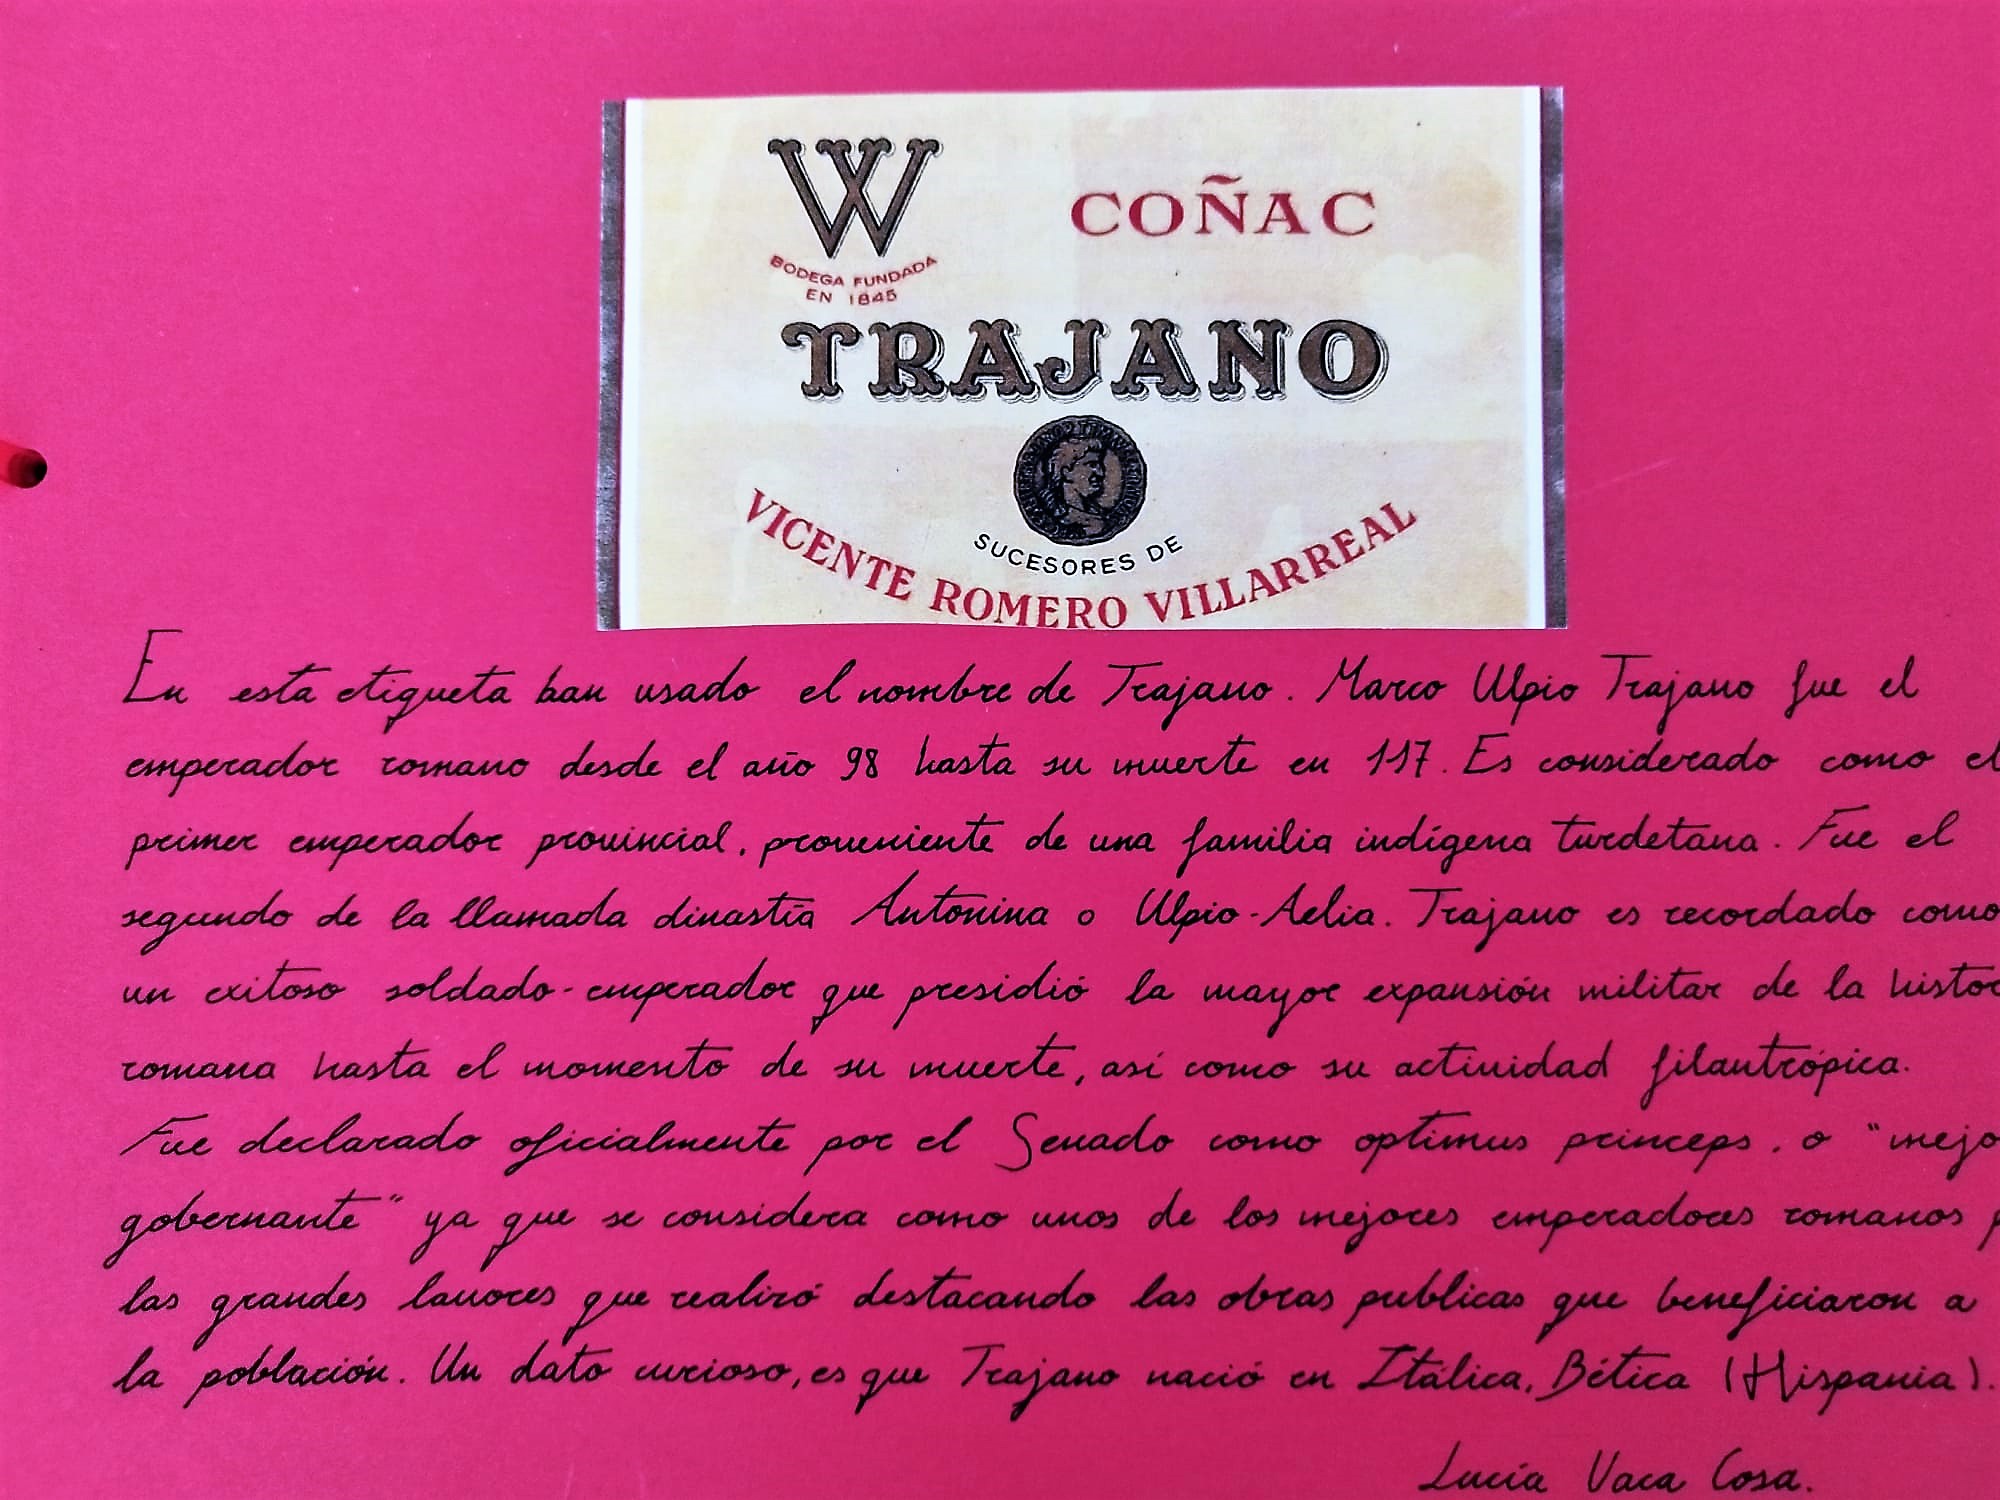 W
COÑAC
BODEGA FUNDADA
EN 1845
TRAJANO
SUCESORES DE
VICENTE ROMERO VILLARREAL
En esta etiqueta han usado el nombre de Trajano. Marco Ulpio Trajano fue el
emperador romano desde el año 98 hasta su muerte en 117. Es considerado como el
primer emperador provincial, proveniente de una familia indígena turdetana. Fue el
segundo de la llamada dinastía Antonina o Ulpio-Aelia. Trajano es recordado como
un exitoso soldado-emperador que presidió la mayor expansión militar de la histor
romana hasta el momento de su muerte, así como su actividad filantrópica.
Fue declarado oficialmente por el Senado como optimus princeps, o "mejo
gobernante" ya que se considera como unos de los mejores emperadores romanos p
las grandes lavores que realizó destacando las obras publicas que beneficiaron a
la población. Un dato curioso, es que Trajano nació en Itálica, Bética (Hispania).
Lucía Vaca Cosa.